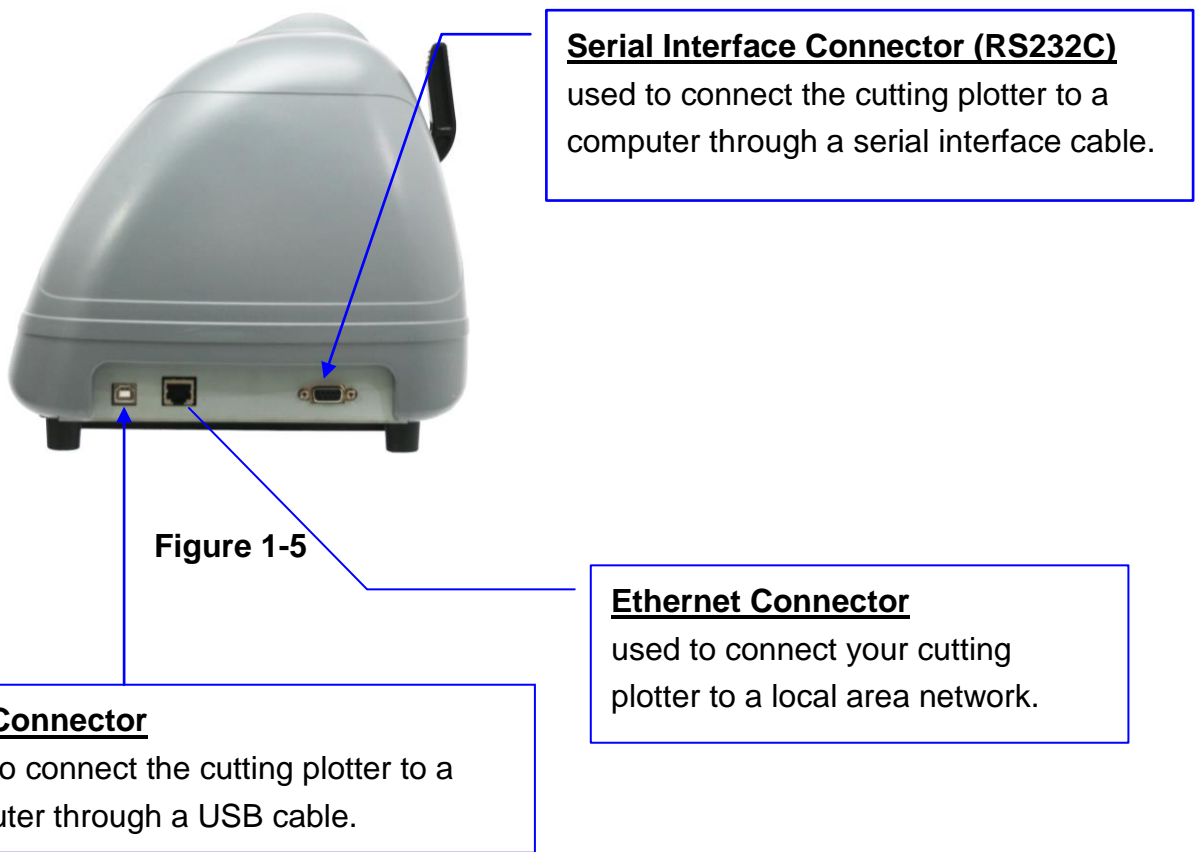 Serial Interface Connector (RS232C)
used to connect the cutting plotter to a
computer through a serial interface cable.
Figure 1-5
Ethernet Connector
used to connect your cutting
plotter to a local area network.
Connector
connect the cutting plotter to a
through a USB cable.